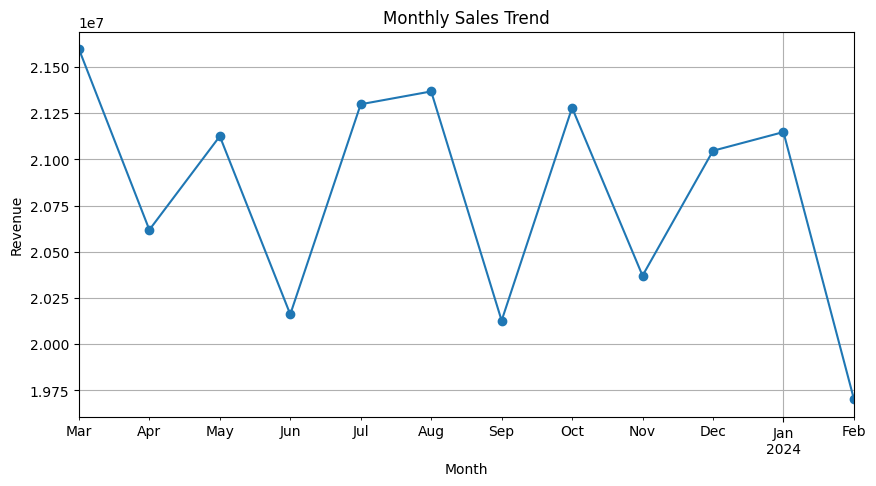 Monthly Sales Trend
1e7
2.150
2.125
2.100
2.075
2.050
2.025
2.000
1.975
Revenue
Mar Apr May Jun Jul Aug Sep Oct Nov Dec Jan Feb
2024
Month